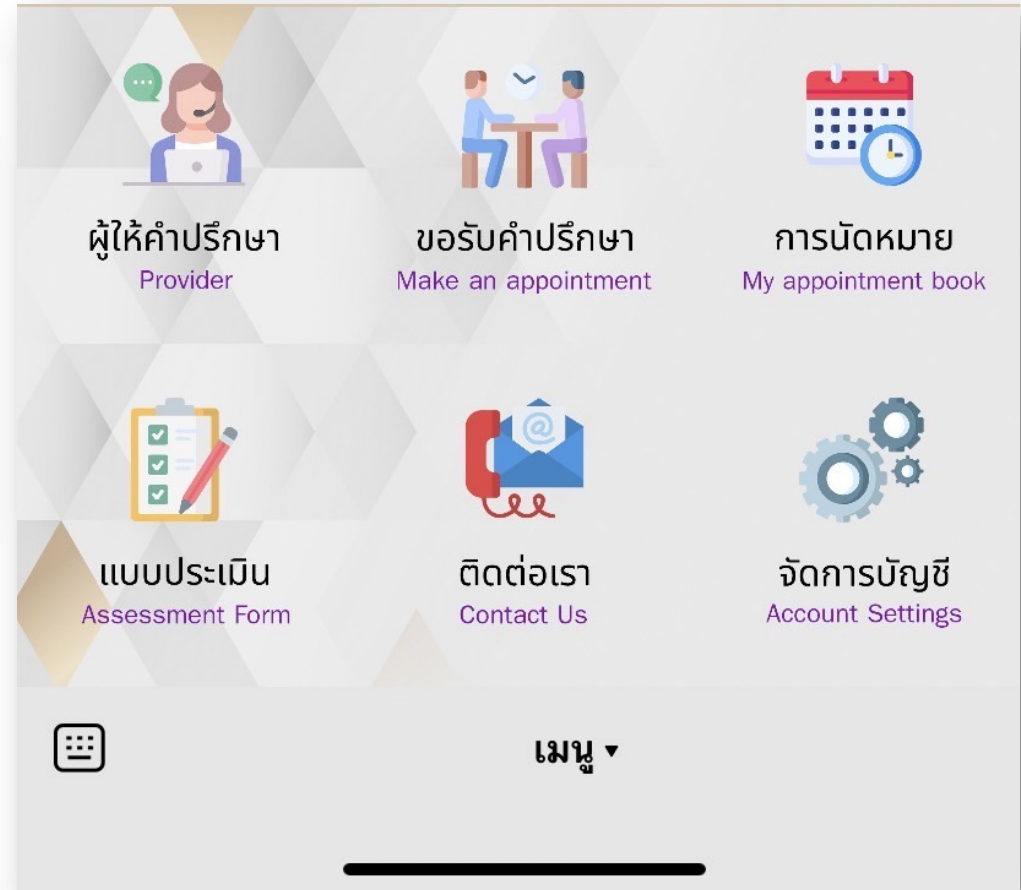 ผู้ให้คำปรึกษา
Provider
ขอรับคำปรึกษา
Make an appointment
การนัดหมาย
My appointment book
แบบประเมิน
Assessment Form
ติดต่อเรา
Contact Us
จัดการบัญชี
Account Settings
เมนู